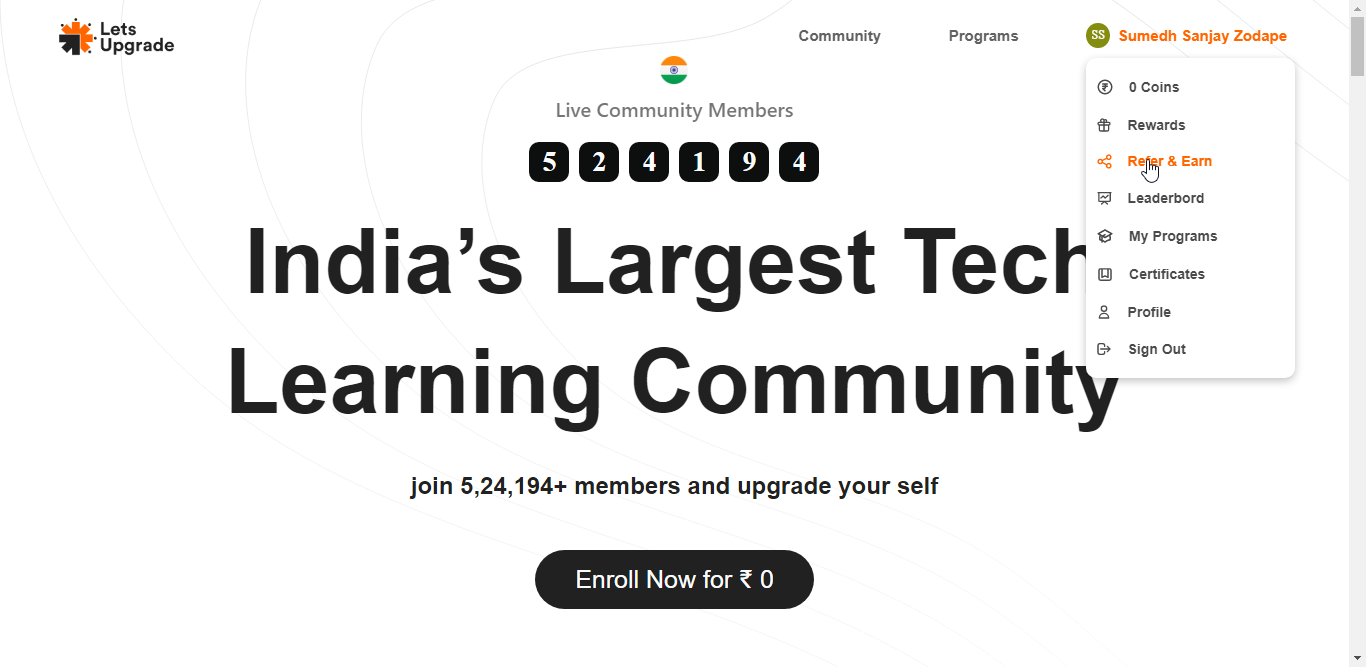 Lets
Upgrade
Community
Programs
SS Sumedh Sanjay Zodape
0 Coins
Rewards
Refer & Earn
Leaderbord
My Programs
Certificates
Profile
Sign Out
Live Community Members
5 2 4 1 9 4
India’s Largest Tech
Learning Community
join 5,24,194+ members and upgrade your self
Enroll Now for ₹ 0